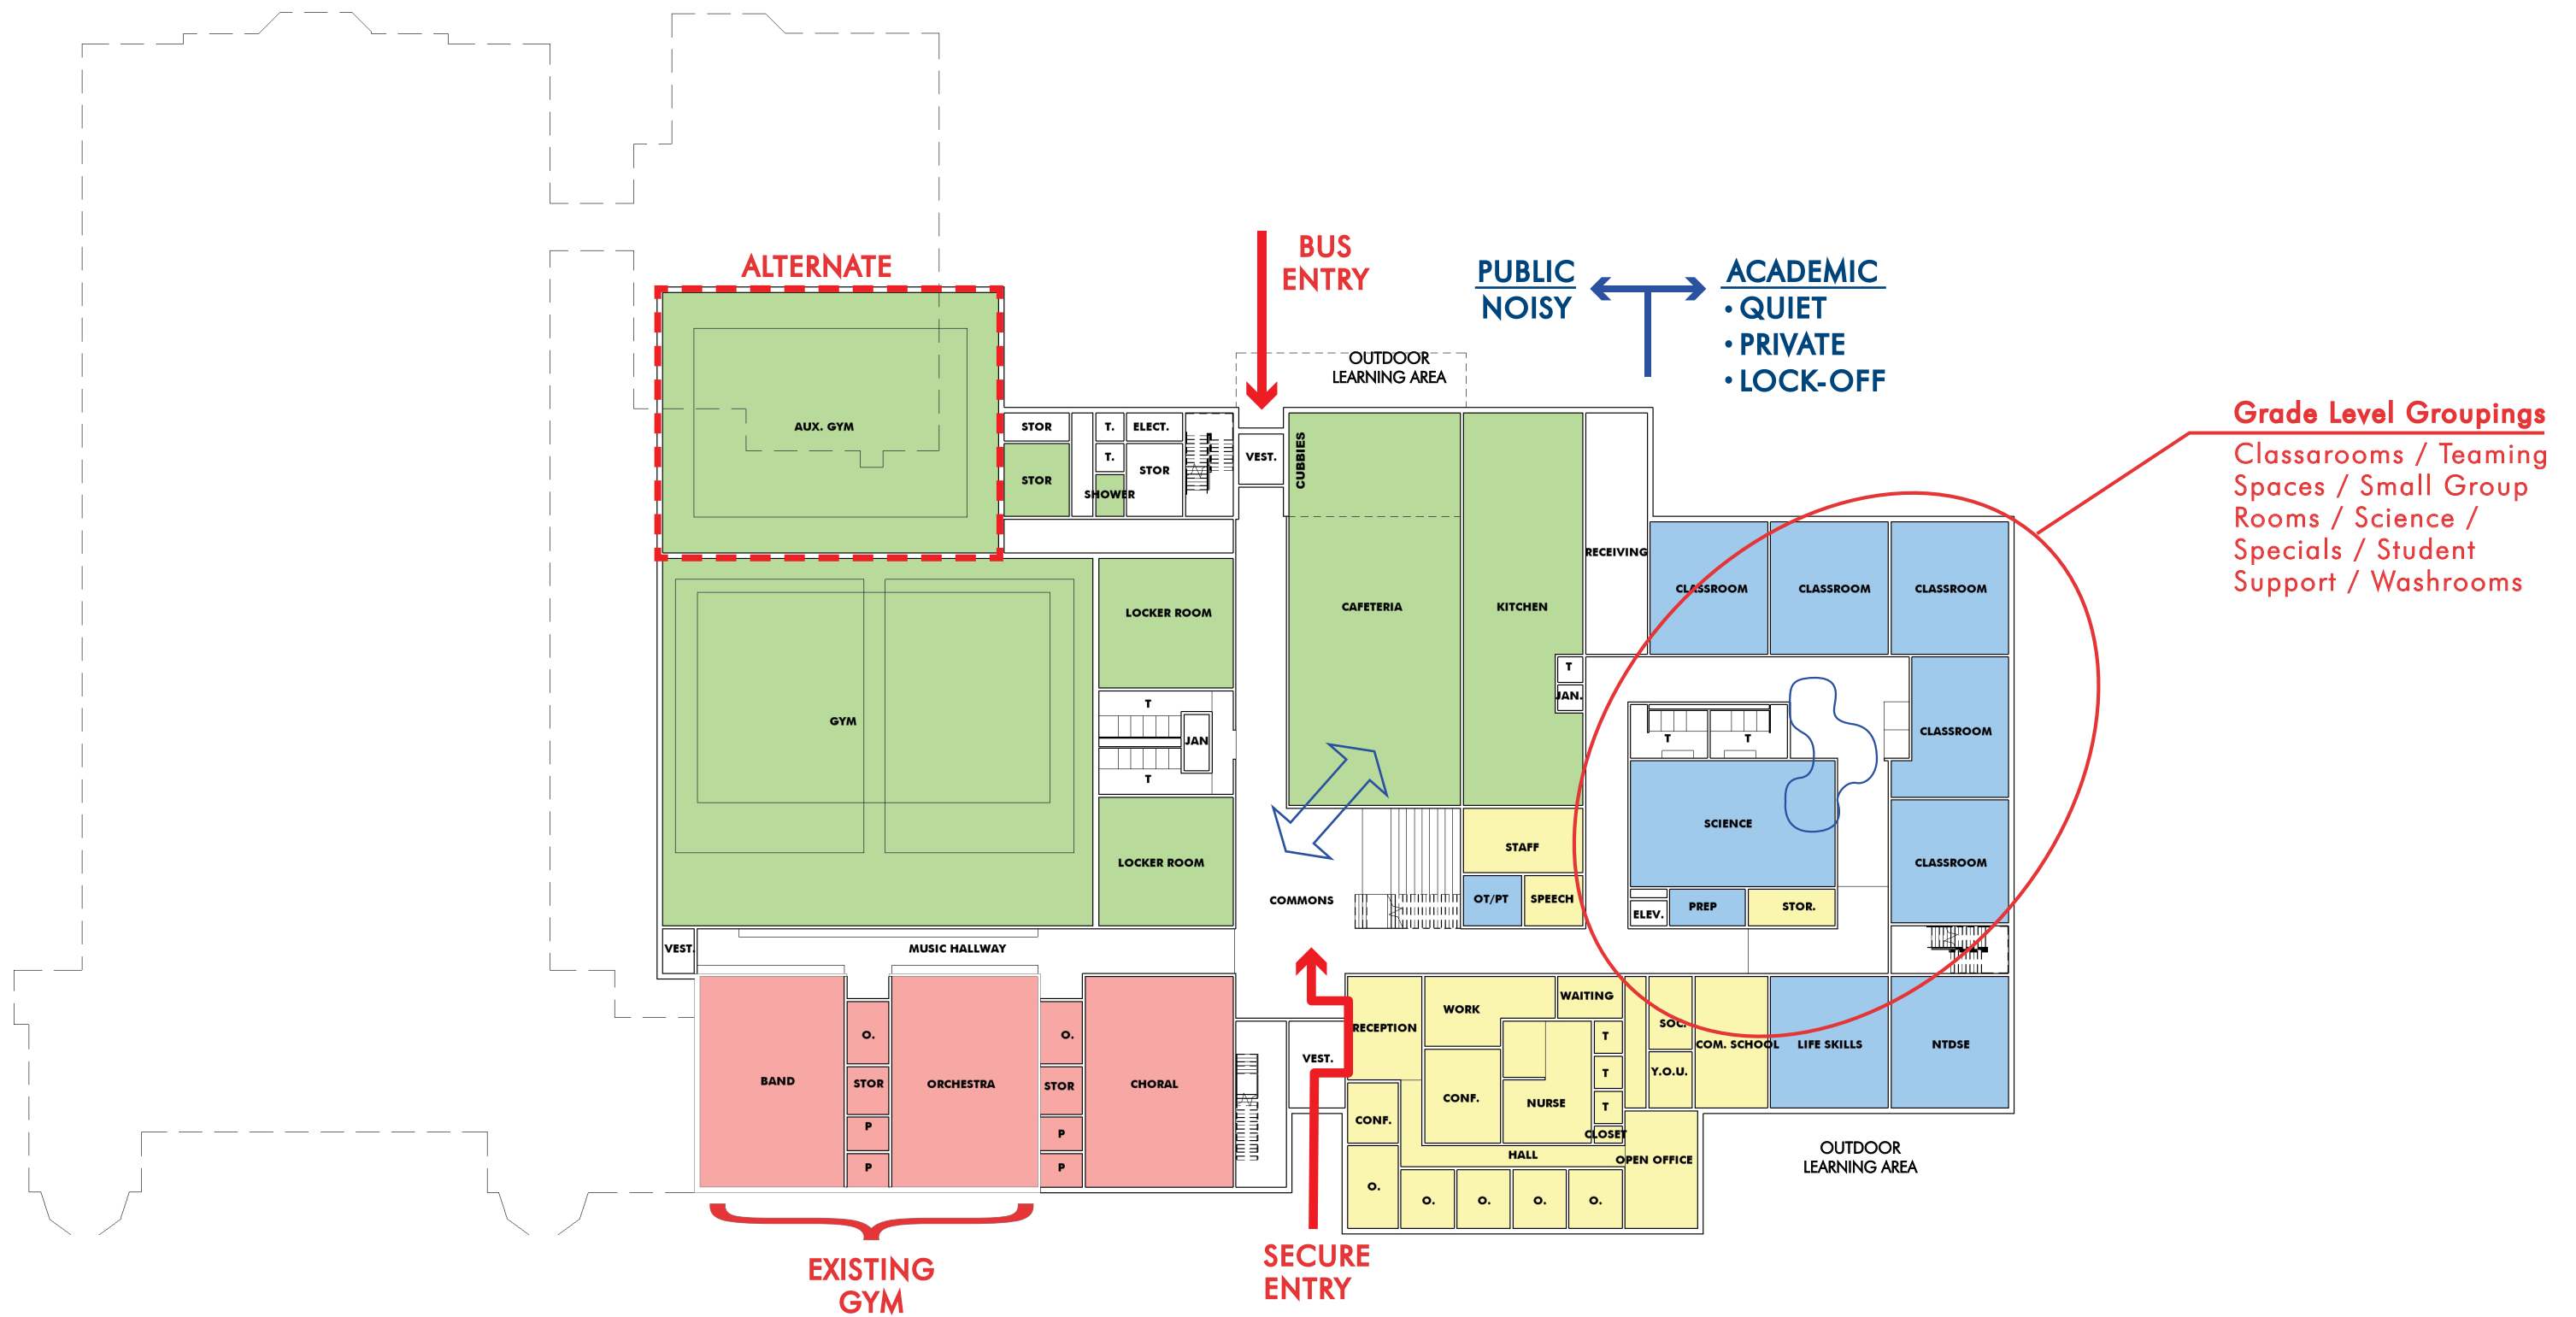 ALTERNATE
BUS
ENTRY
PUBLIC
NOISY
ACADEMIC
• QUIET
• PRIVATE
• LOCK-OFF
OUTDOOR
LEARNING AREA
Grade Level Groupings
Classarooms / Teaming
Spaces / Small Group
Rooms / Science /
Specials / Student
Support / Washrooms
AUX. GYM
STOR
T.
ELECT.
T.
STOR
STOR
SHOWER
VEST.
CUBBIES
RECEIVING
CLASSROOM
CLASSROOM
CLASSROOM
LOCKER ROOM
CAFETERIA
KITCHEN
T
JAN.
T
GYM
JAN
T
T
T
CLASSROOM
SCIENCE
STAFF
LOCKER ROOM
CLASSROOM
COMMONS
OT/PT
SPEECH
ELEV.
PREP
STOR.
VEST.
MUSIC HALLWAY
WAITING
WORK
RECEPTION
SOC.
O.
O.
T
COM. SCHOOL
LIFE SKILLS
NTDSE
VEST.
BAND
STOR
ORCHESTRA
STOR
CHORAL
T
Y.O.U.
CONF.
NURSE
T
CONF.
P
P
CLOSET
HALL
OPEN OFFICE
P
P
O.
O.
O.
O.
O.
OUTDOOR
LEARNING AREA
EXISTING
GYM
SECURE
ENTRY